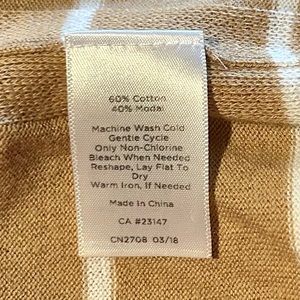 60% Cotton
40% Modal
Machine Wash Cold
Gentle Cycle
Only Non-Chlorine
Bleach When Needed
Reshape, Lay Flat To
Dry
Warm Iron, If Needed
Made In China
CA #23147
CN2708 03/18